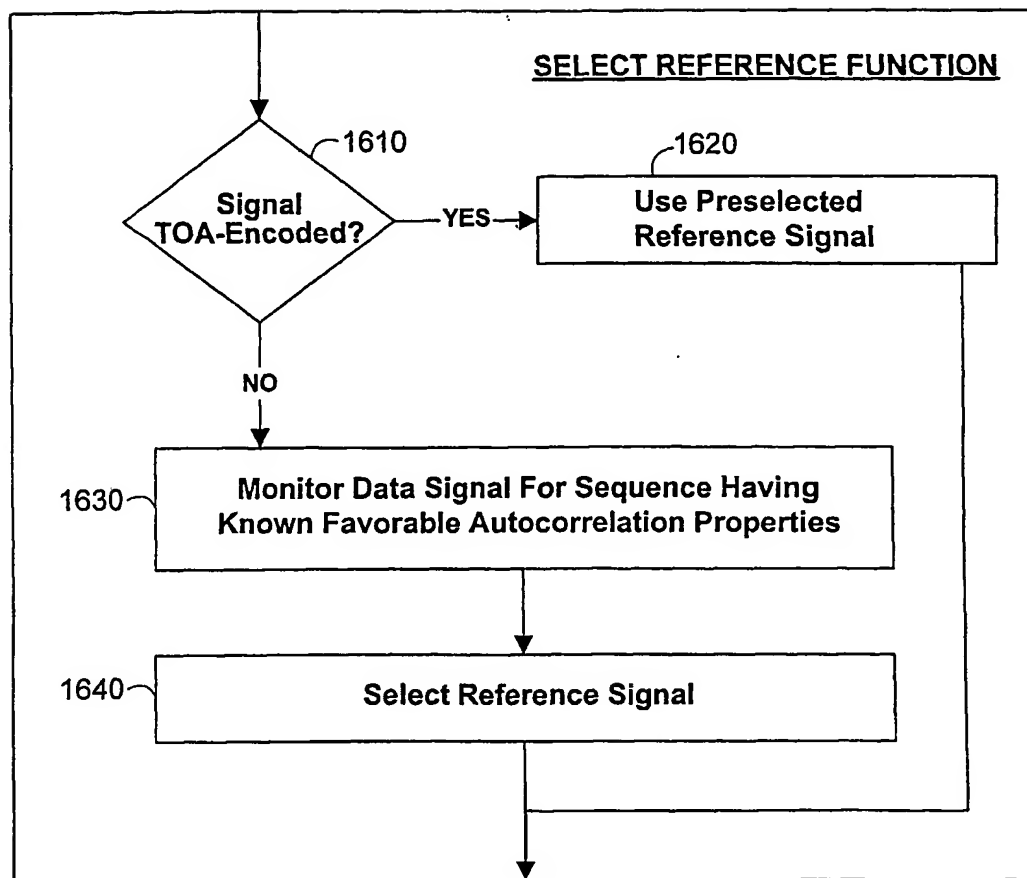 SELECT REFERENCE FUNCTION
1610
Signal
TOA-Encoded?
YES
1620
Use Preselected
Reference Signal
NO
1630
Monitor Data Signal For Sequence Having
Known Favorable Autocorrelation Properties
1640
Select Reference Signal